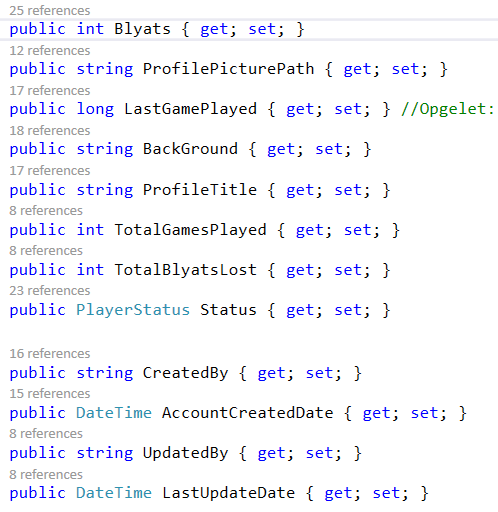 25 references
public int Blyats { get; set; }
12 references
public string ProfilePicturePath { get; set; }
17 references
public long LastGamePlayed { get; set; } //Opgelet:
18 references
public string BackGround { get; set; }
17 references
public string ProfileTitle { get; set; }
8 references
public int TotalGamesPlayed { get; set; }
8 references
public int TotalBlyatsLost { get; set; }
23 references
public PlayerStatus Status { get; set; }
16 references
public string CreatedBy { get; set; }
15 references
public DateTime AccountCreatedDate { get; set; }
8 references
public string UpdatedBy { get; set; }
8 references
public DateTime LastUpdateDate { get; set; }